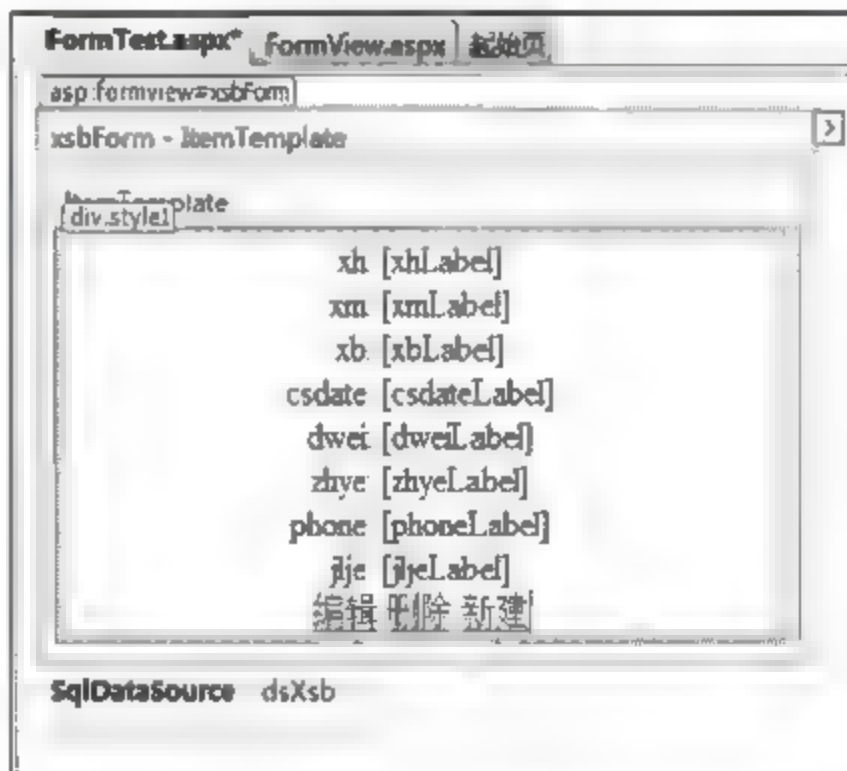 FormTest.aspx* FormView.aspx 起始页
asp:formview#xsbForm
xsbForm - ItemTemplate
ItemTemplate
div.style1
xh: [xhLabel]
xm: [xmLabel]
xb: [xbLabel]
csdate: [csdateLabel]
dwei: [dweiLabel]
zhye: [zhyeLabel]
phone: [phoneLabel]
jlje: [jljeLabel]
编辑 删除 新建
SqlDataSource - dsXsb